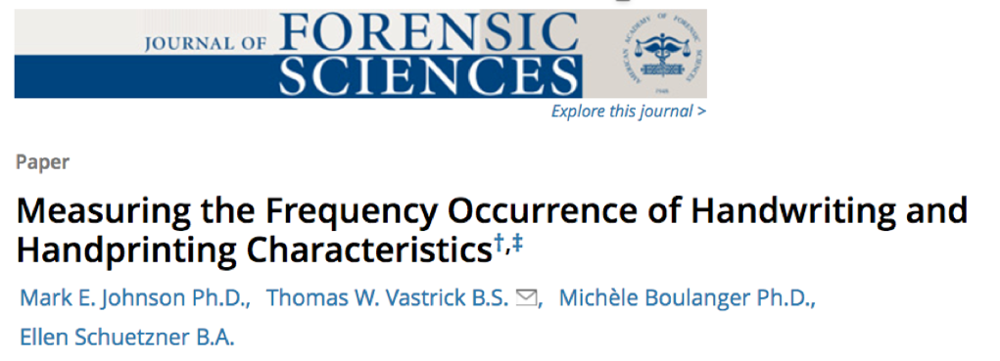 JOURNAL OF FORENSIC
SCIENCES
AMERICAN ACADEMY OF FORENSIC SCIENCES
1948
Explore this journal >
Paper
Measuring the Frequency Occurrence of Handwriting and
Handprinting Characteristics†,‡
Mark E. Johnson Ph.D., Thomas W. Vastrick B.S. , Michèle Boulanger Ph.D.,
Ellen Schuetzner B.A.